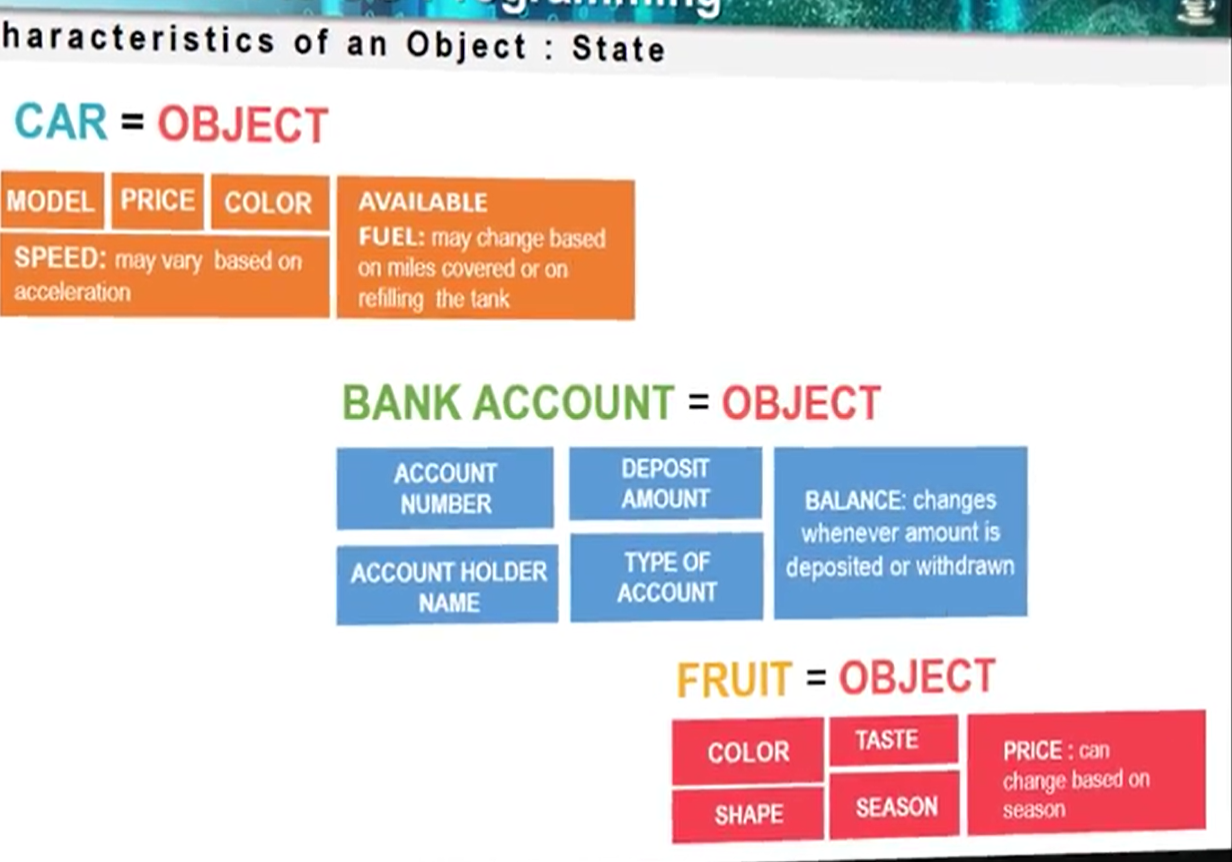 haracteristics of an Object : State
CAR = OBJECT
MODEL
PRICE
COLOR
SPEED: may vary based on
acceleration
AVAILABLE
FUEL: may change based
on miles covered or on
refilling the tank
BANK ACCOUNT = OBJECT
ACCOUNT
NUMBER
DEPOSIT
AMOUNT
ACCOUNT HOLDER
NAME
TYPE OF
ACCOUNT
BALANCE: changes
whenever amount is
deposited or withdrawn
FRUIT = OBJECT
COLOR
TASTE
SHAPE
SEASON
PRICE : can
change based on
season